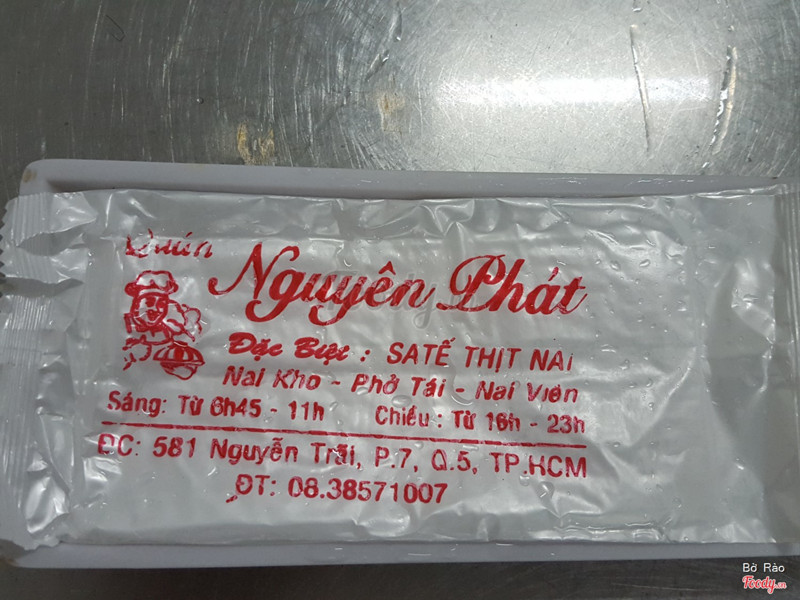 Quán
Nguyên Phát
Đặc Biệt : SATẾ THỊT NAI
Nai Kho - Phở Tái - Nai Viên
Sáng: Từ 6h45 - 11h Chiều : Từ 16h - 23h
ĐC: 581 Nguyễn Trãi, P.7, Q.5, TP.HCM
ĐT: 08.38571007
Bờ Rào
Foody.vn